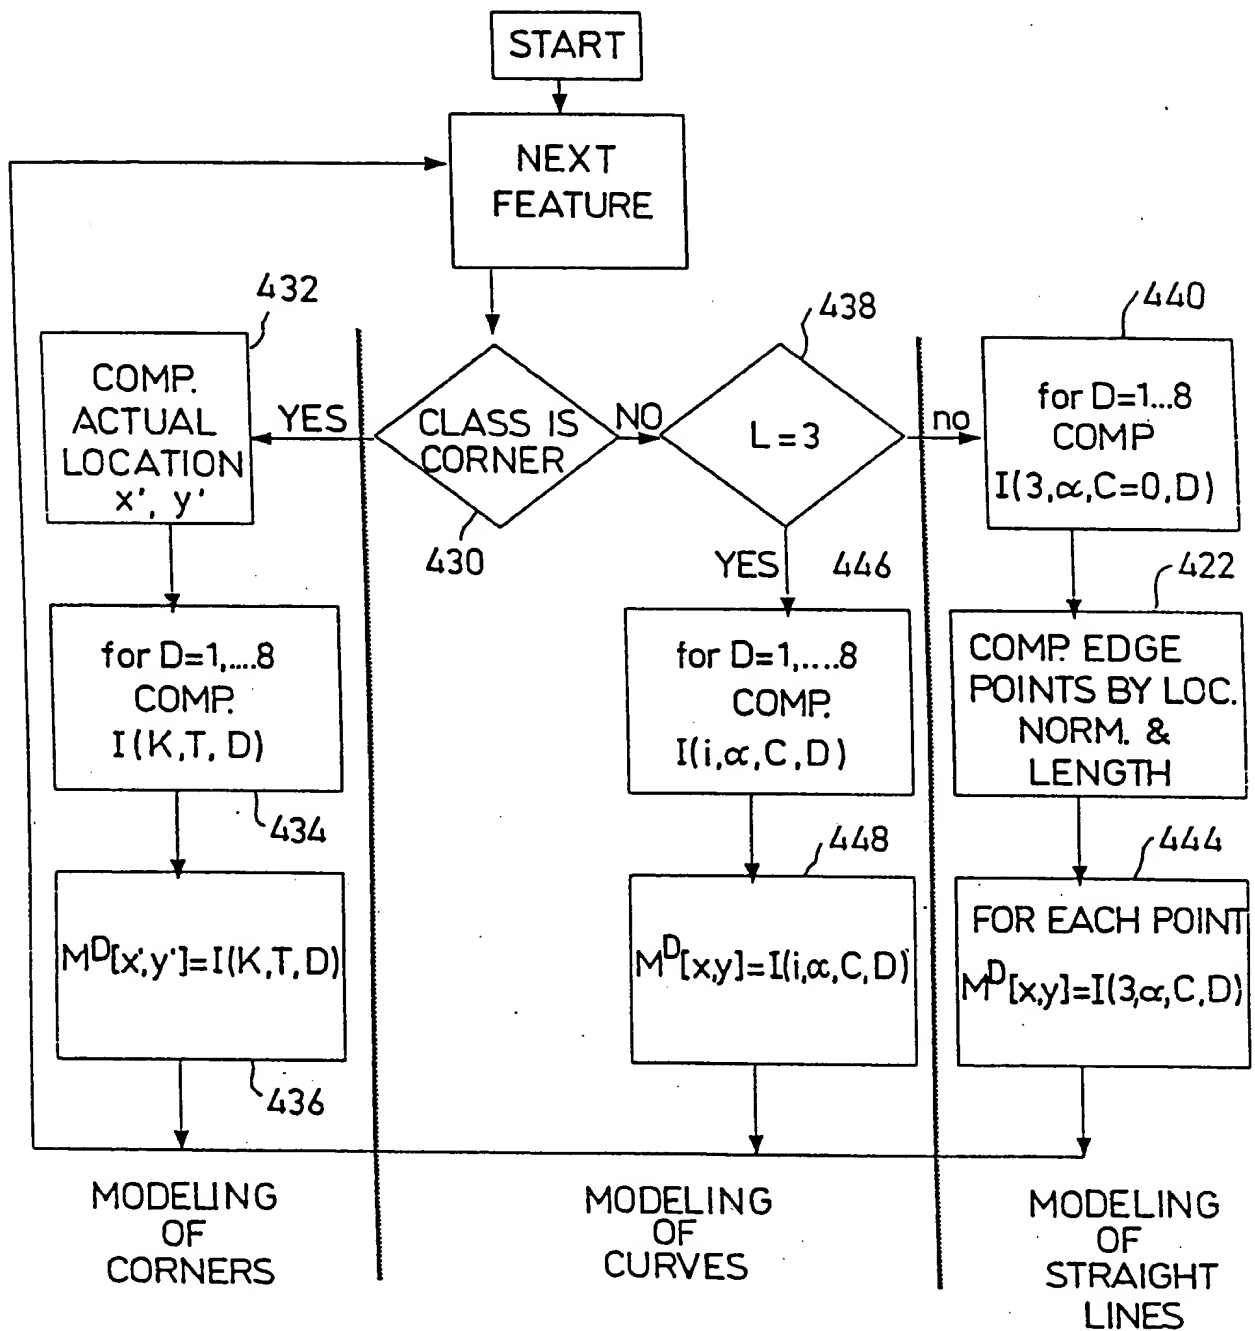 START
NEXT
FEATURE
432
COMP.
ACTUAL
LOCATION
x', y'
YES
CLASS IS
CORNER
430
NO
438
L=3
no
440
for D=1...8
COMP
I(3,α,C=0,D)
YES
446
422
for D=1,....8
COMP.
I(K,T,D)
434
for D=1,....8
COMP.
I(i,α,C,D)
COMP. EDGE
POINTS BY LOC.
NORM. &
LENGTH
448
444
M^D[x',y']=I(K,T,D)
436
M^D[x,y]=I(i,α,C,D)
FOR EACH POINT
M^D[x,y]=I(3,α,C,D)
MODELING
OF
CORNERS
MODELING
OF
CURVES
MODELING
OF
STRAIGHT
LINES